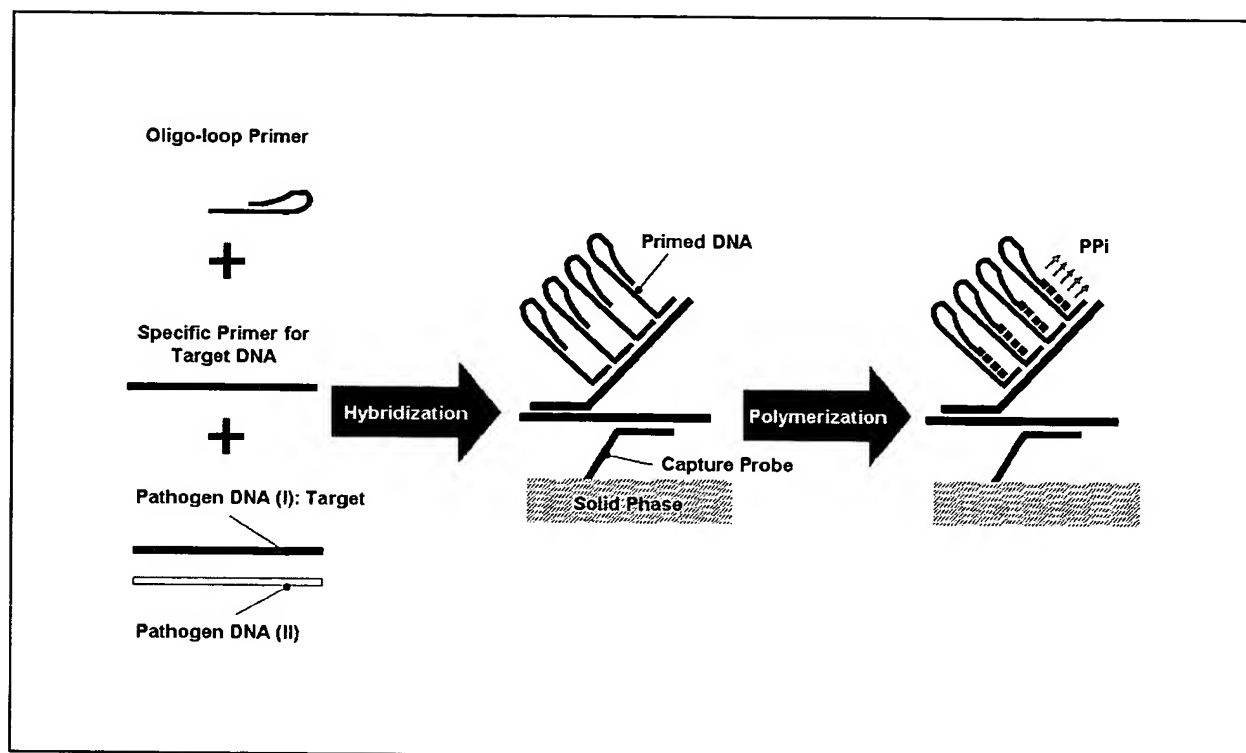 Oligo-loop Primer
Specific Primer for
Target DNA
Pathogen DNA (I): Target
Pathogen DNA (II)
Hybridization
Primed DNA
Capture Probe
Solid Phase
Polymerization
PPi